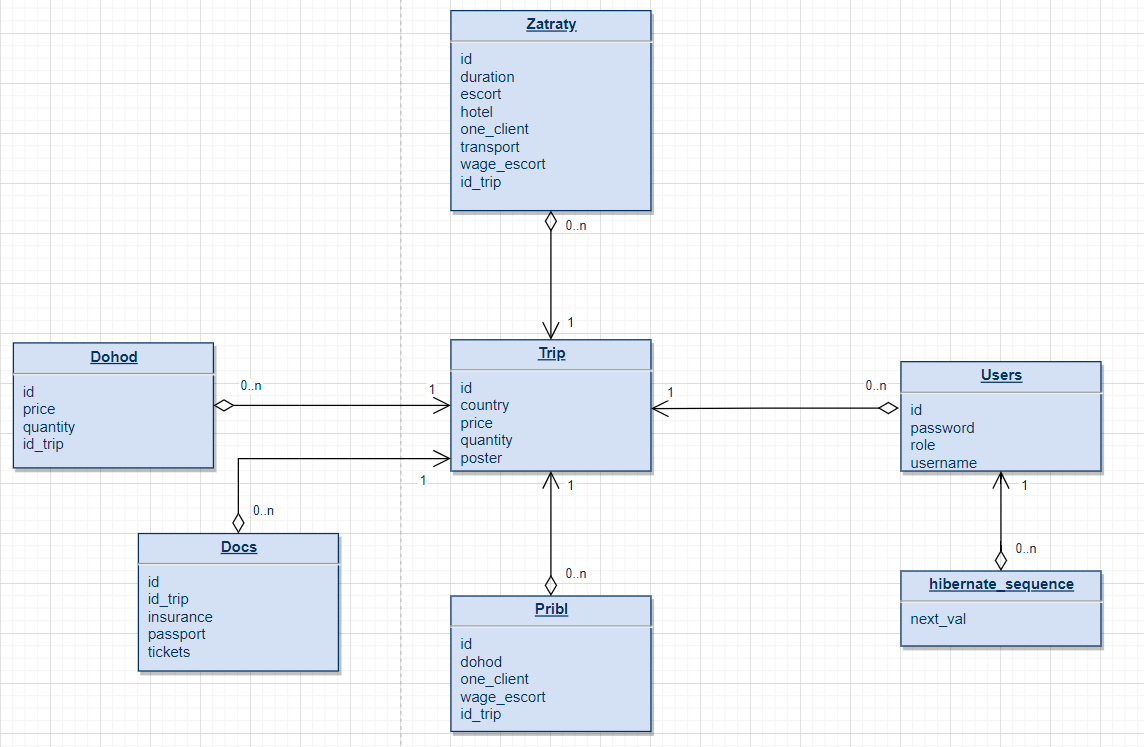 Zatraty
id
duration
escort
hotel
one_client
transport
wage_escort
id_trip
0..n
1
Dohod
id
price
quantity
id_trip
0..n
1
Trip
id
country
price
quantity
poster
1
0..n
Users
id
password
role
username
1
0..n
hibernate_sequence
next_val
1
0..n
Docs
id
id_trip
insurance
passport
tickets
1
0..n
Pribl
id
dohod
one_client
wage_escort
id_trip